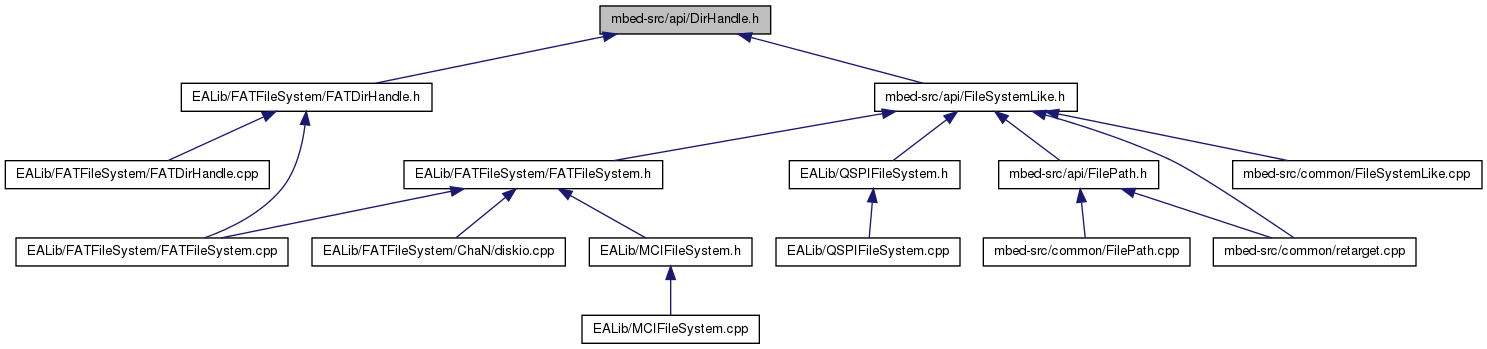 mbed-src/api/DirHandle.h
EALib/FATFileSystem/FATDirHandle.h
mbed-src/api/FileSystemLike.h
EALib/FATFileSystem/FATDirHandle.cpp
EALib/FATFileSystem/FATFileSystem.h
EALib/QSPIFileSystem.h
mbed-src/api/FilePath.h
mbed-src/common/FileSystemLike.cpp
EALib/FATFileSystem/FATFileSystem.cpp
EALib/FATFileSystem/ChaN/diskio.cpp
EALib/MCIFileSystem.h
EALib/QSPIFileSystem.cpp
mbed-src/common/FilePath.cpp
mbed-src/common/retarget.cpp
EALib/MCIFileSystem.cpp